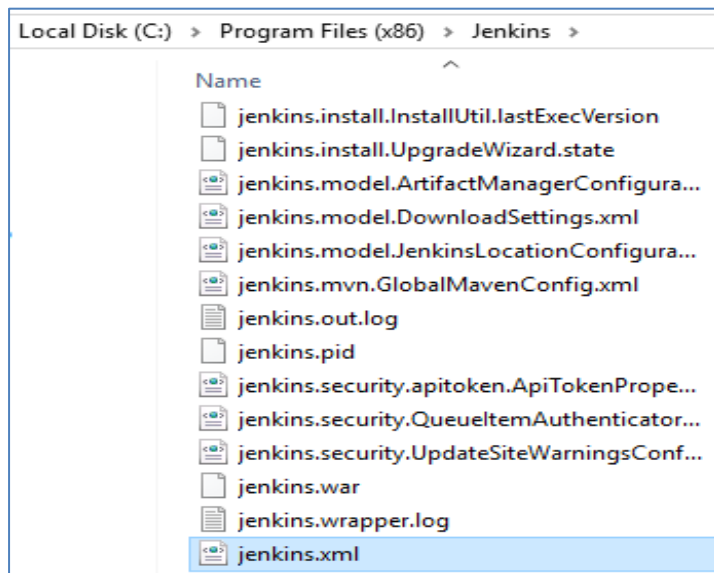 Local Disk (C:) > Program Files (x86) > Jenkins >
Name
jenkins.install.InstallUtil.lastExecVersion
jenkins.install.UpgradeWizard.state
jenkins.model.ArtifactManagerConfigura...
jenkins.model.DownloadSettings.xml
jenkins.model.JenkinsLocationConfigura...
jenkins.mvn.GlobalMavenConfig.xml
jenkins.out.log
jenkins.pid
jenkins.security.apitoken.ApiTokenPrope...
jenkins.security.QueueItemAuthenticator...
jenkins.security.UpdateSiteWarningsConf...
jenkins.war
jenkins.wrapper.log
jenkins.xml